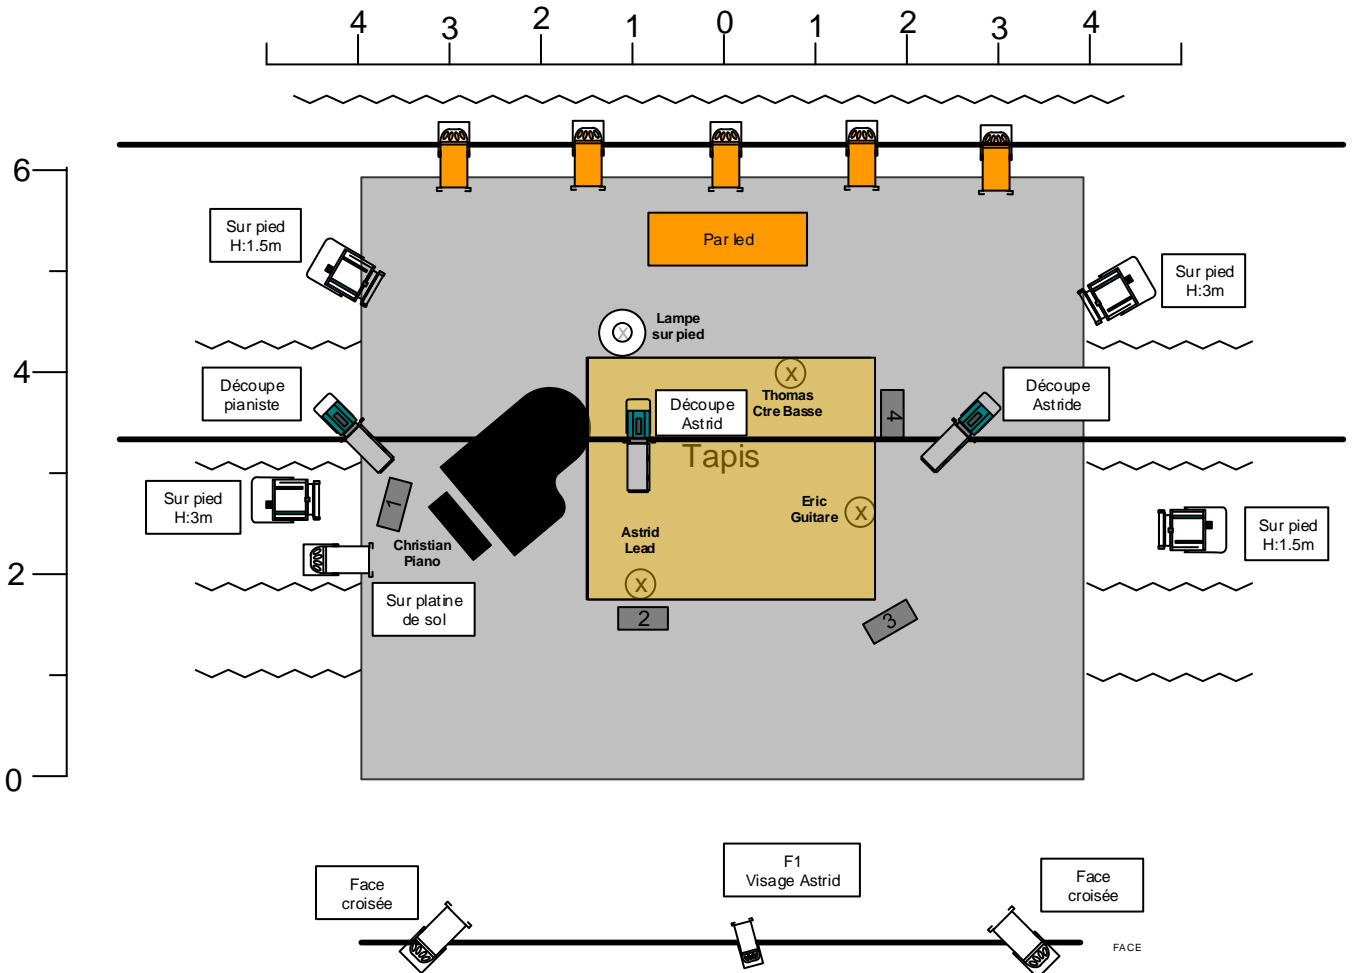 4 3 2 1 0 1 2 3 4
6
Sur pied
H:1.5m
Par led
Sur pied
H:3m
Lampe
sur pied
X
4
X
Thomas
Ctre Basse
Découpe
pianiste
Découpe
Astrid
4
Découpe
Astride
Tapis
Sur pied
H:3m
1
Eric
Guitare
X
Sur pied
H:1.5m
Christian
Piano
Astrid
Lead
X
2
Sur platine
de sol
2
3
0
F1
Visage Astrid
Face
croisée
Face
croisée
FACE